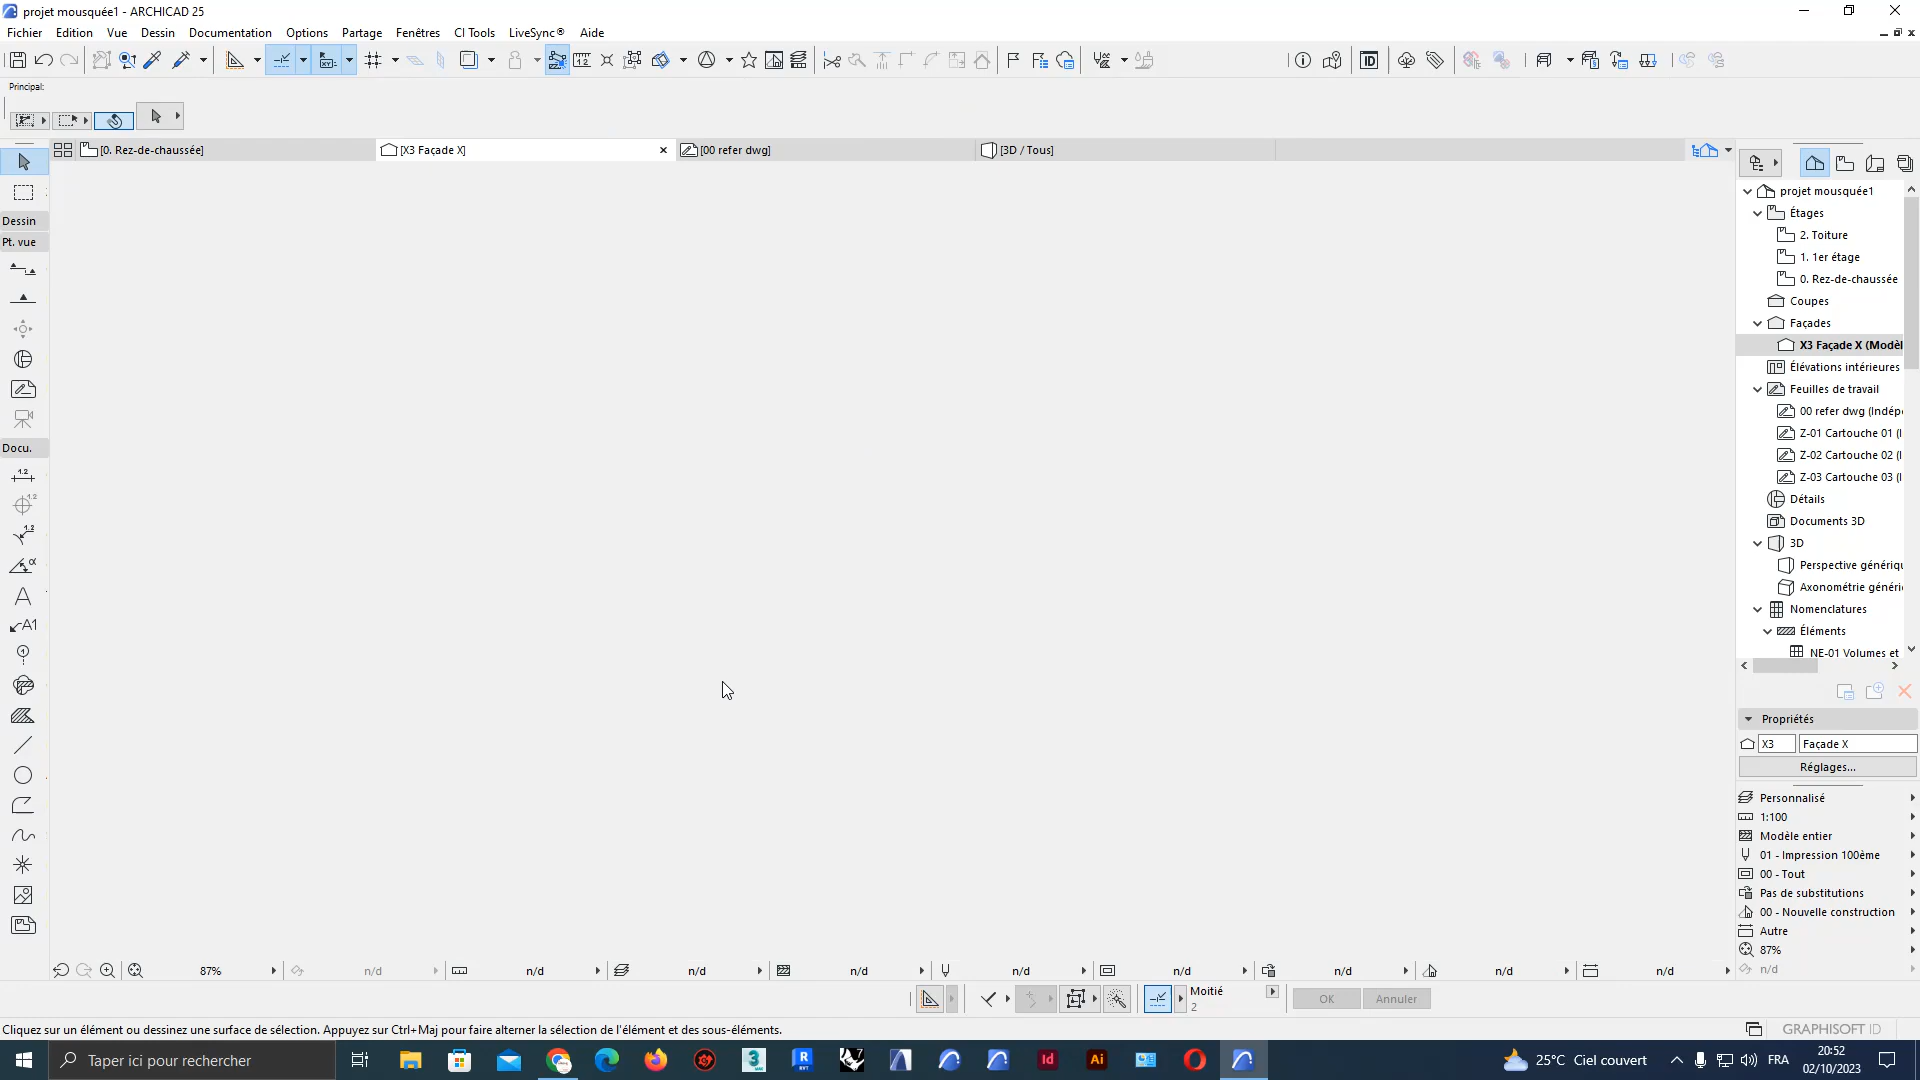 projet mousquée1 - ARCHICAD 25
Fichier Edition Vue Dessin Documentation Options Partage Fenêtres CI Tools LiveSync® Aide
Principal:
[0. Rez-de-chaussée] [X3 Façade X] [00 refer dwg] [3D / Tous]
Dessin
Pt. vue
Docu.
projet mousquée1
Étages
2. Toiture
1. 1er étage
0. Rez-de-chaussée
Coupes
Façades
X3 Façade X (Modèl
Élévations intérieures
Feuilles de travail
00 refer dwg (Indép
Z-01 Cartouche 01 (I
Z-02 Cartouche 02 (I
Z-03 Cartouche 03 (I
Détails
Documents 3D
3D
Perspective génériqu
Axonométrie généri
Nomenclatures
Éléments
NE-01 Volumes et
Propriétés
X3 Façade X
Réglages...
Personnalisé
1:100
Modèle entier
01 - Impression 100ème
00 - Tout
Pas de substitutions
00 - Nouvelle construction
Autre
87%
n/d
87% n/d n/d n/d n/d n/d n/d n/d n/d n/d
Moitié
2
OK Annuler
Cliquez sur un élément ou dessinez une surface de sélection. Appuyez sur Ctrl+Maj pour faire alterner la sélection de l'élément et des sous-éléments.
GRAPHISOFT ID
Taper ici pour rechercher
25°C Ciel couvert FRA
20:52
02/10/2023